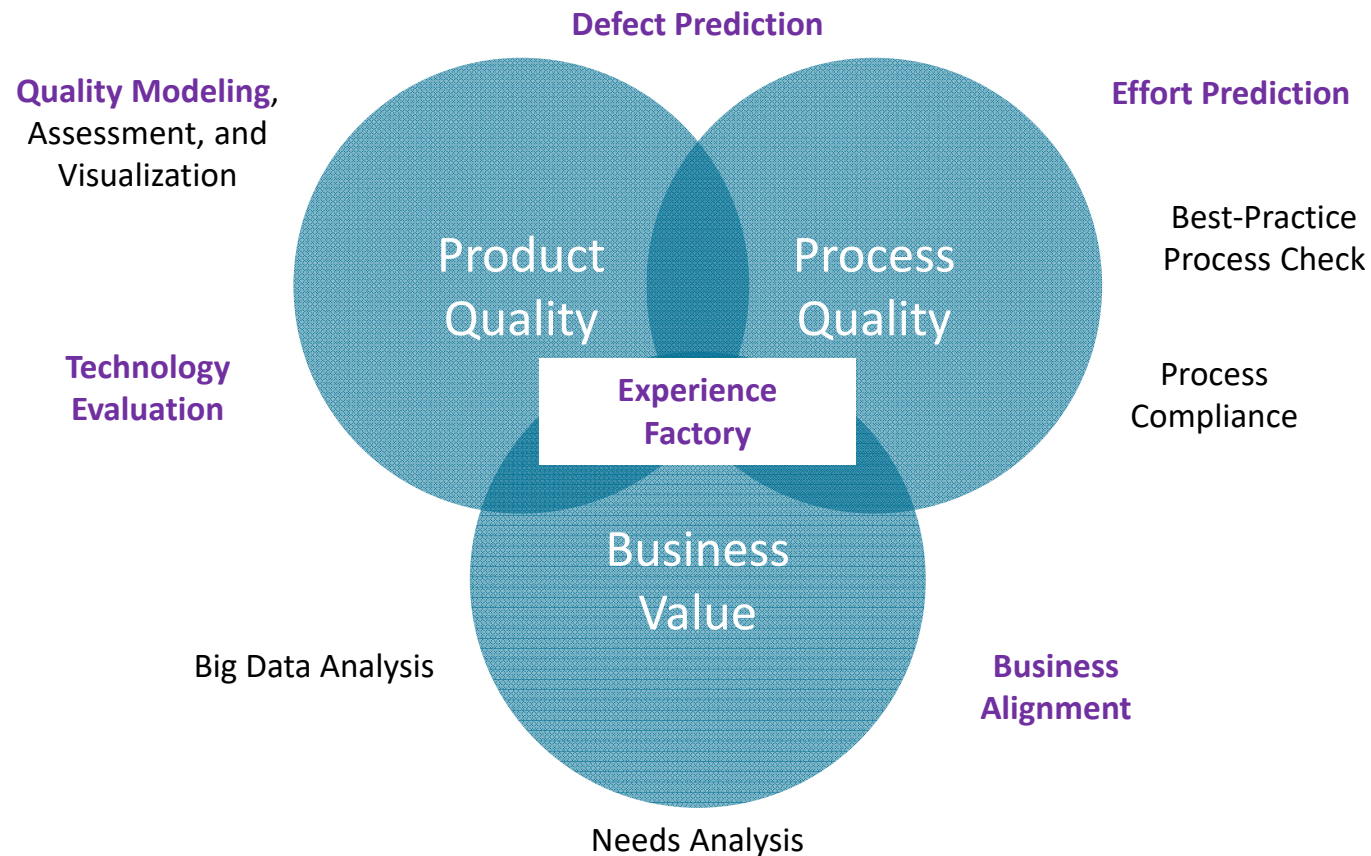 Defect Prediction
Quality Modeling,
Assessment, and
Visualization
Effort Prediction
Best-Practice
Process Check
Product
Quality
Process
Quality
Technology
Evaluation
Experience
Factory
Process
Compliance
Business
Value
Big Data Analysis
Business
Alignment
Needs Analysis